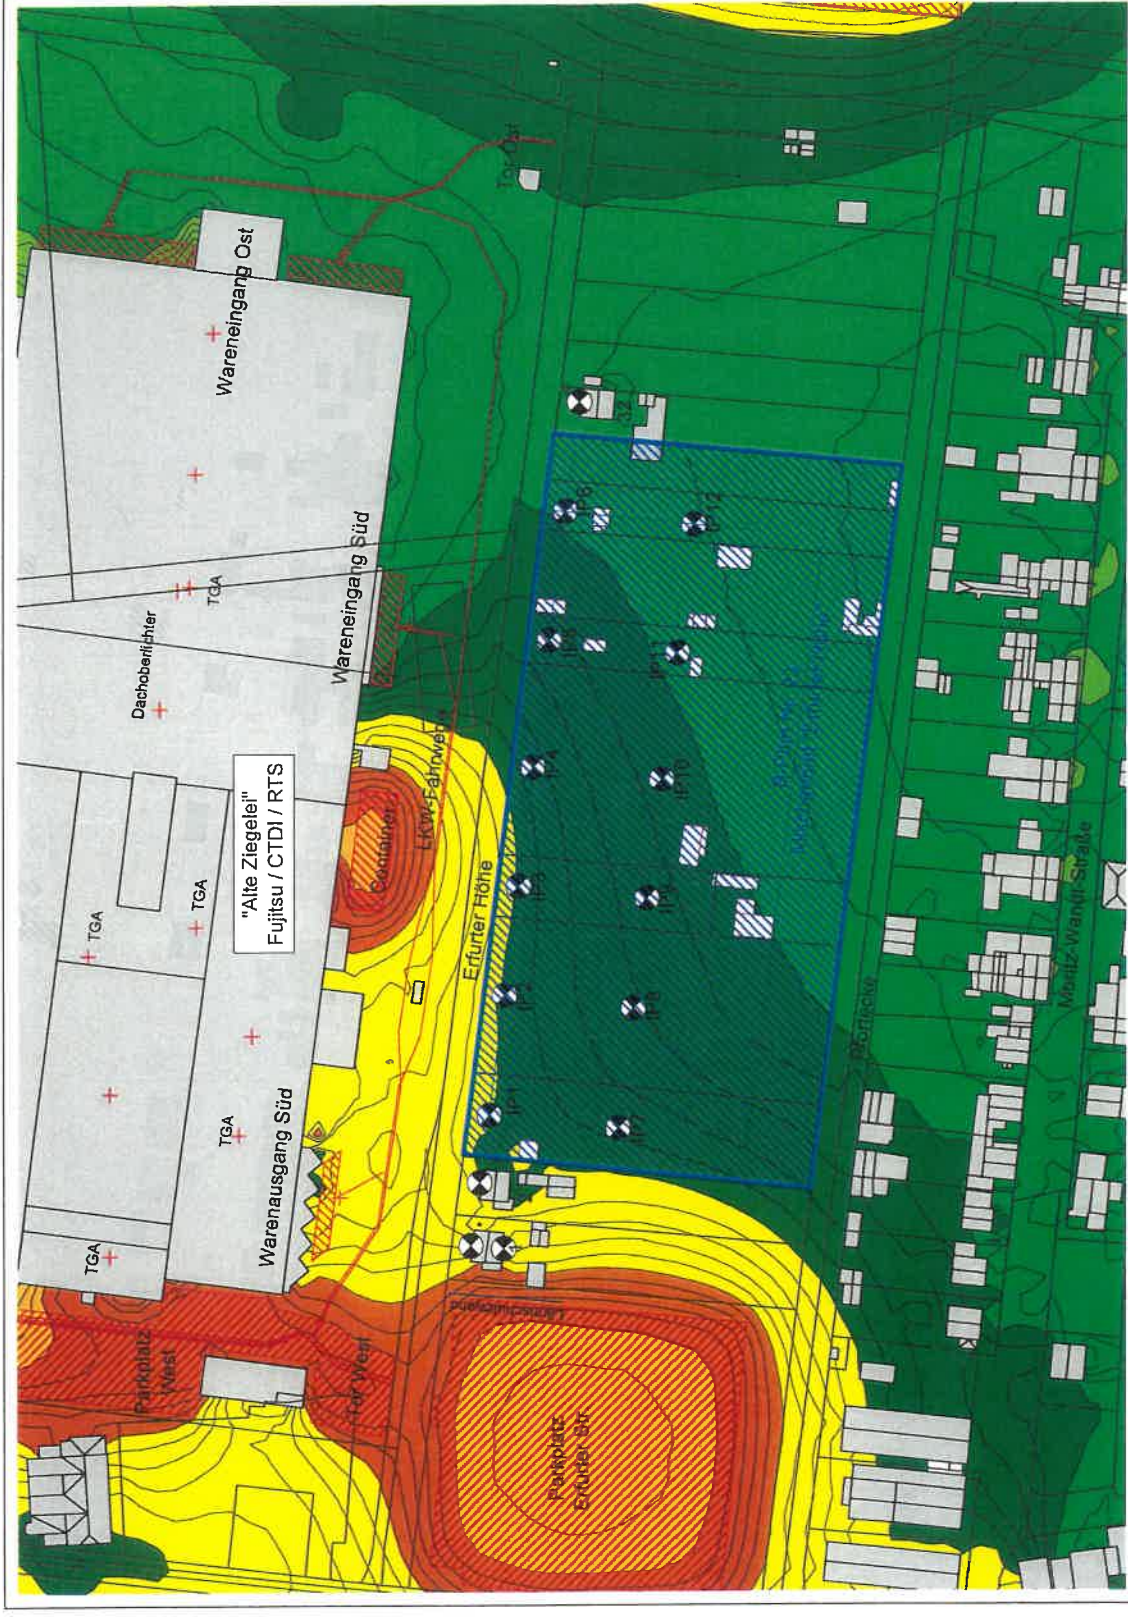 Wareneingang Ost
Tor Ost
TGA
Dachoberlichter
Wareneingang Süd
32
"Alte Ziegelei"
Fujitsu / CTDI / RTS
TGA
TGA
Container
LKW-Fahrweg
Erfurter Höhe
IP6
IP12
IP5
IP11
IP4
IP10
IP3
IP9
IP2
IP8
IP1
IP7
TGA
Warenausgang Süd
TGA
Parkplatz
West
Tor West
Lärmschutzwand
Parkplatz
Erfurter Str.
Moritz-Wandt-Straße